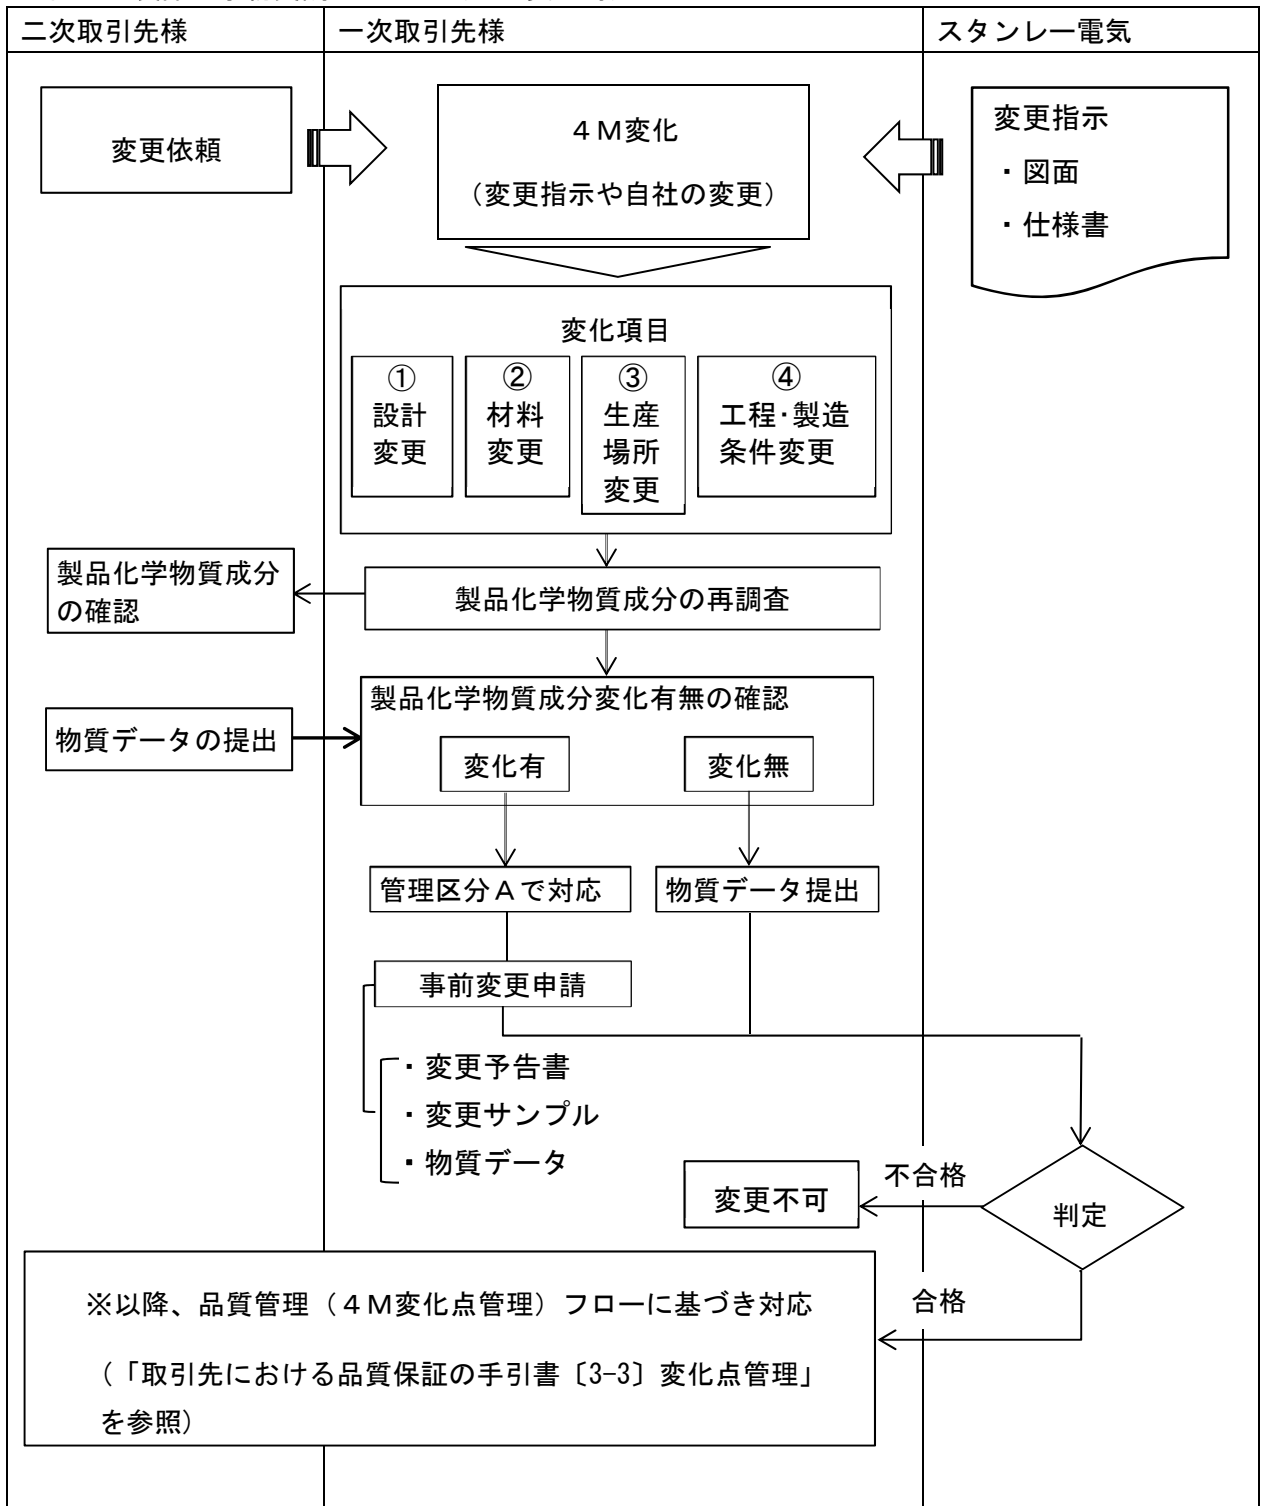 二次取引先様
一次取引先様
スタンレー電気
変更依頼
４Ｍ変化
（変更指示や自社の変更）
変更指示
・図面
・仕様書
変化項目
①
設計
変更
②
材料
変更
③
生産
場所
変更
④
工程･製造
条件変更
製品化学物質成分
の確認
製品化学物質成分の再調査
製品化学物質成分変化有無の確認
物質データの提出
変化有
変化無
管理区分Ａで対応
物質データ提出
事前変更申請
・変更予告書
・変更サンプル
・物質データ
変更不可
不合格
判定
合格
※以降、品質管理（４Ｍ変化点管理）フローに基づき対応
（「取引先における品質保証の手引書〔3-3〕変化点管理」
を参照）